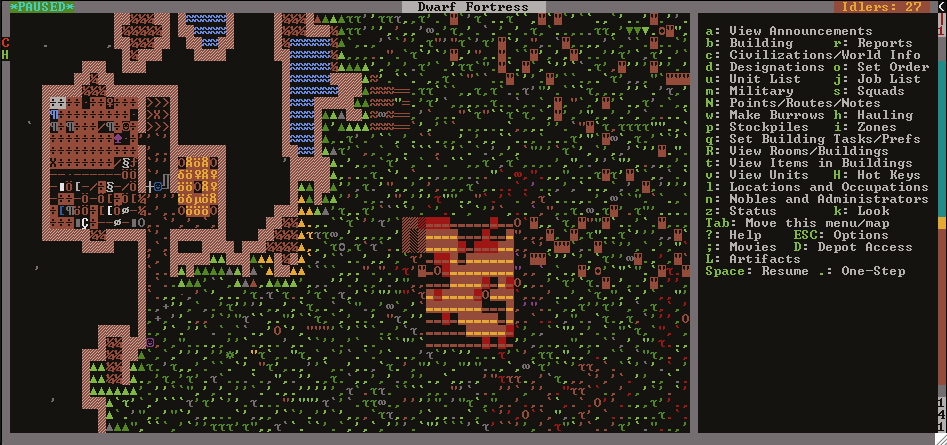 *PAUSED*
Dwarf Fortress
Idlers: 27
C
H
a: View Announcements
b: Building r: Reports
c: Civilizations/World Info
d: Designations o: Set Order
u: Unit List j: Job List
m: Military s: Squads
N: Points/Routes/Notes
w: Make Burrows h: Hauling
p: Stockpiles i: Zones
q: Set Building Tasks/Prefs
R: View Rooms/Buildings
t: View Items in Buildings
v: View Units H: Hot Keys
l: Locations and Occupations
n: Nobles and Administrators
z: Status k: Look
Tab: Move this menu/map
?: Help ESC: Options
;: Movies D: Depot Access
L: Artifacts
Space: Resume .: One-Step